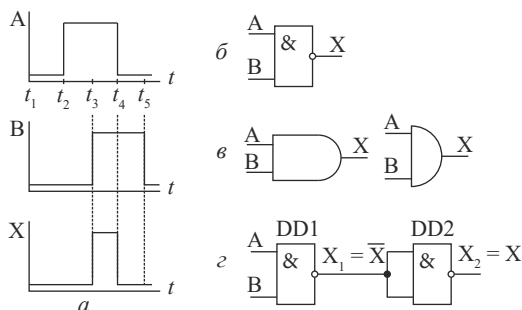 A
t
t₁ t₂ t₃ t₄ t₅
B
t
X
t
а
б
A
B
&
X
в
A
B
X
A
B
X
г
DD1
A
B
&
X₁ = X̅
DD2
&
X₂ = X